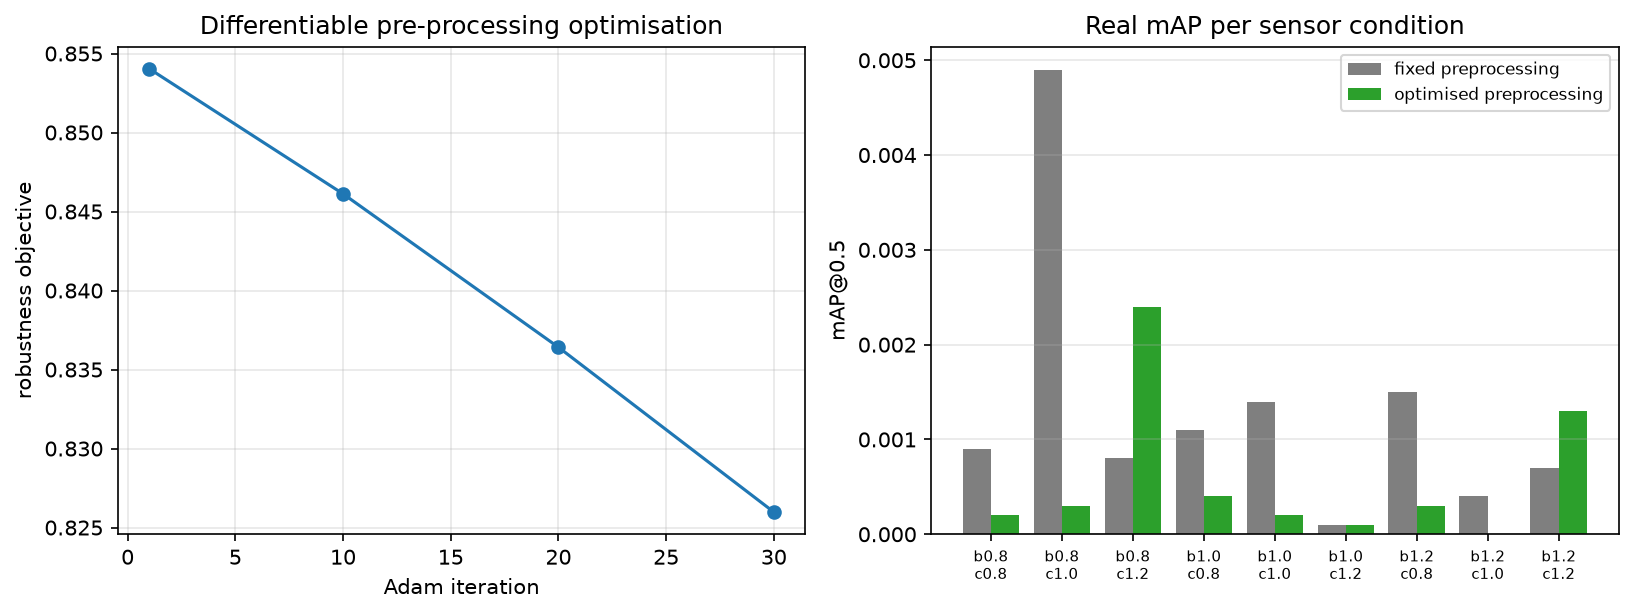 Differentiable pre-processing optimisation
0.855
0.850
0.845
0.840
0.835
0.830
0.825
robustness objective
0 5 10 15 20 25 30
Adam iteration
Real mAP per sensor condition
fixed preprocessing
optimised preprocessing
0.005
0.004
0.003
0.002
0.001
0.000
mAP@0.5
b0.8 b0.8 b0.8 b1.0 b1.0 b1.0 b1.2 b1.2 b1.2
c0.8 c1.0 c1.2 c0.8 c1.0 c1.2 c0.8 c1.0 c1.2